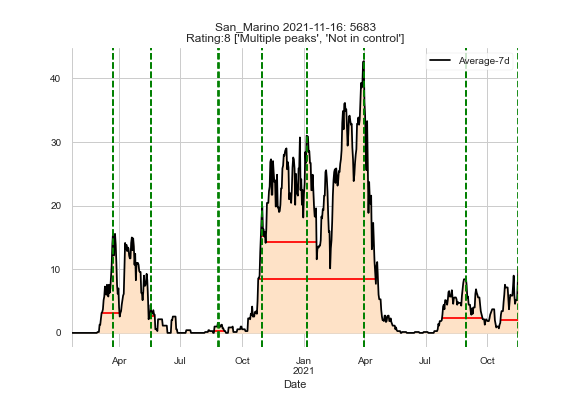 San_Marino 2021-11-16: 5683
Rating:8 ['Multiple peaks', 'Not in control']
Average-7d
40
30
20
10
0
Apr
Jul
Oct
Jan
2021
Apr
Jul
Oct
Date